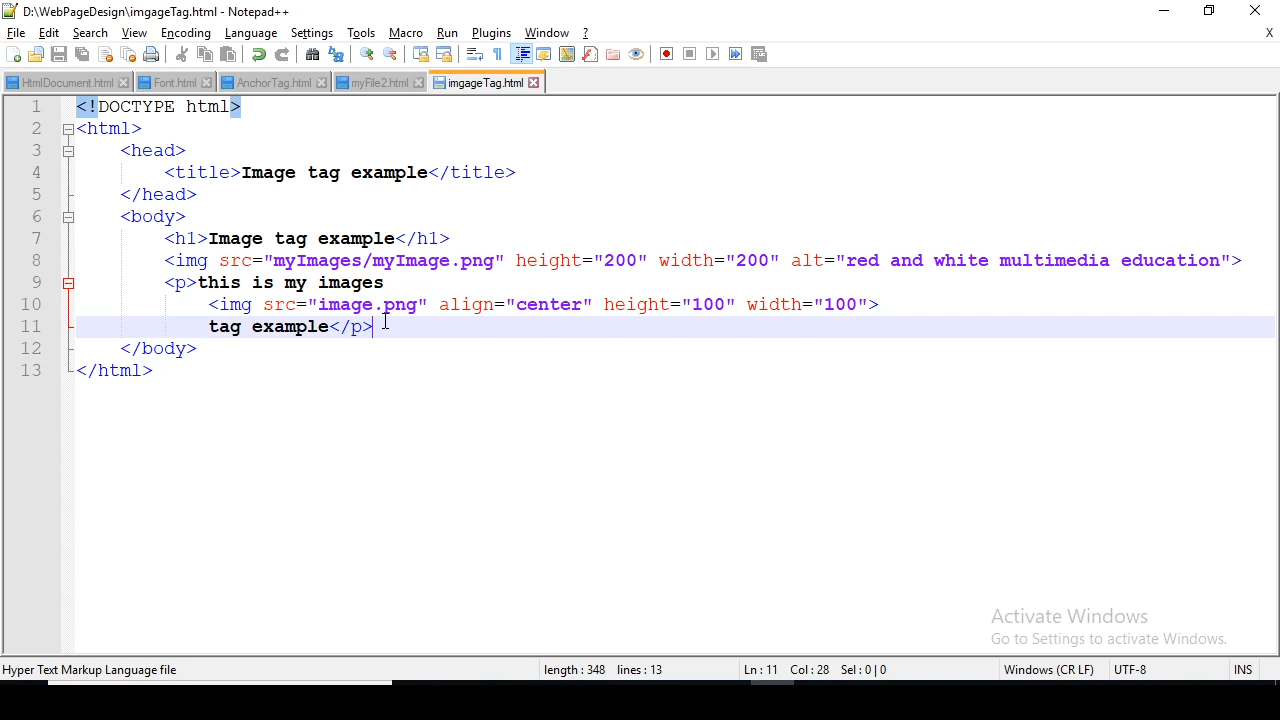 D:\WebPageDesign\imgageTag.html - Notepad++
File Edit Search View Encoding Language Settings Tools Macro Run Plugins Window ? X
HtmlDocument.html Font.html AnchorTag.html myFile2.html imgageTag.html
1 <!DOCTYPE html>
2 <html>
3 <head>
4 <title>Image tag example</title>
5 </head>
6 <body>
7 <h1>Image tag example</h1>
8 <img src="myImages/myImage.png" height="200" width="200" alt="red and white multimedia education">
9 <p>this is my images
10 <img src="image.png" align="center" height="100" width="100">
11 tag example</p>
12 </body>
13 </html>
Activate Windows
Go to Settings to activate Windows.
Hyper Text Markup Language file length : 348 lines : 13 Ln : 11 Col : 28 Sel : 0 | 0 Windows (CR LF) UTF-8 INS